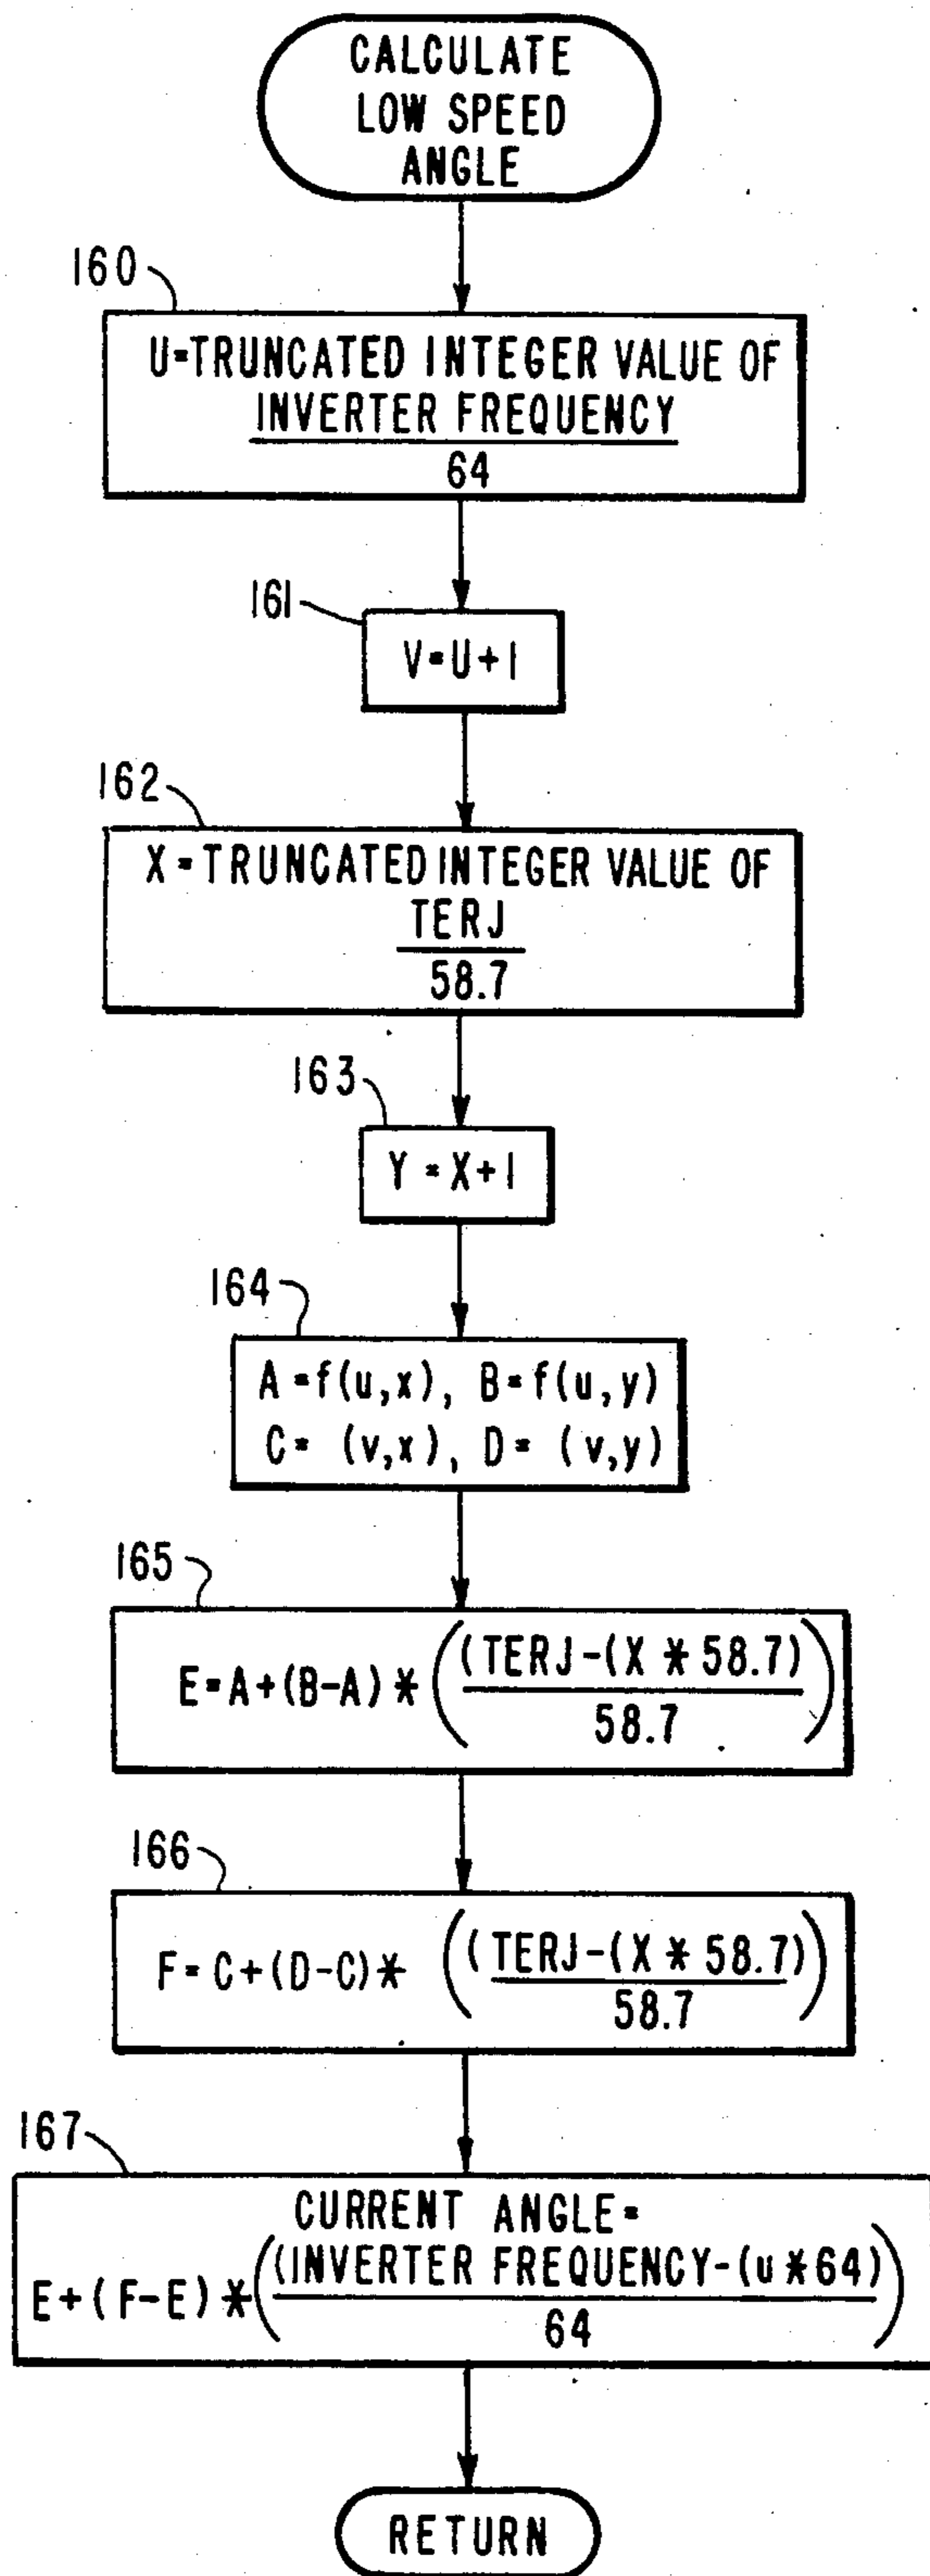 CALCULATE
LOW SPEED
ANGLE
160
U=TRUNCATED INTEGER VALUE OF
INVERTER FREQUENCY
64
161
V=U+1
162
X=TRUNCATED INTEGER VALUE OF
TERJ
58.7
163
Y=X+1
164
A=f(u,x), B=f(u,y)
C= (v,x), D= (v,y)
165
E=A+(B-A)*((TERJ-(X*58.7)
58.7)
166
F=C+(D-C)* ((TERJ-(X*58.7)
58.7)
167
CURRENT ANGLE=
E+(F-E)*((INVERTER FREQUENCY-(u*64)
64)
RETURN